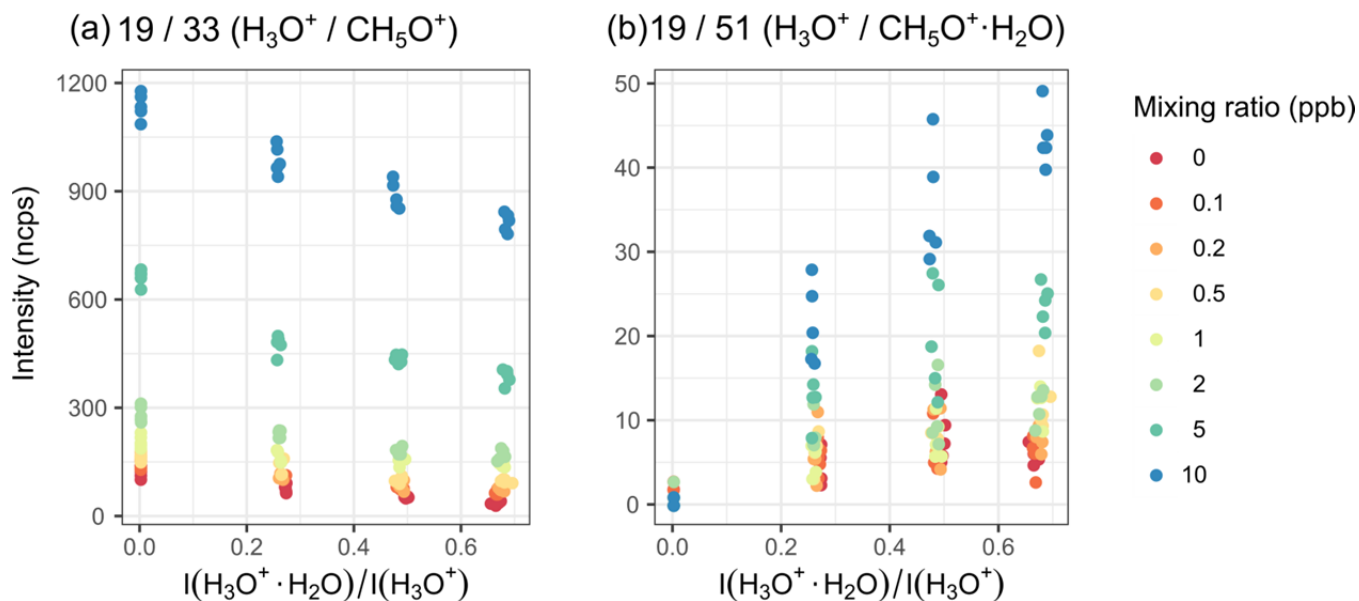 (a) 19 / 33 (H₃O⁺ / CH₅O⁺)
1200
900
600
300
0
0.0 0.2 0.4 0.6
Intensity (ncps)
I(H₃O⁺·H₂O)/I(H₃O⁺)
(b) 19 / 51 (H₃O⁺ / CH₅O⁺·H₂O)
50
40
30
20
10
0
0.0 0.2 0.4 0.6
I(H₃O⁺·H₂O)/I(H₃O⁺)
Mixing ratio (ppb)
0
0.1
0.2
0.5
1
2
5
10